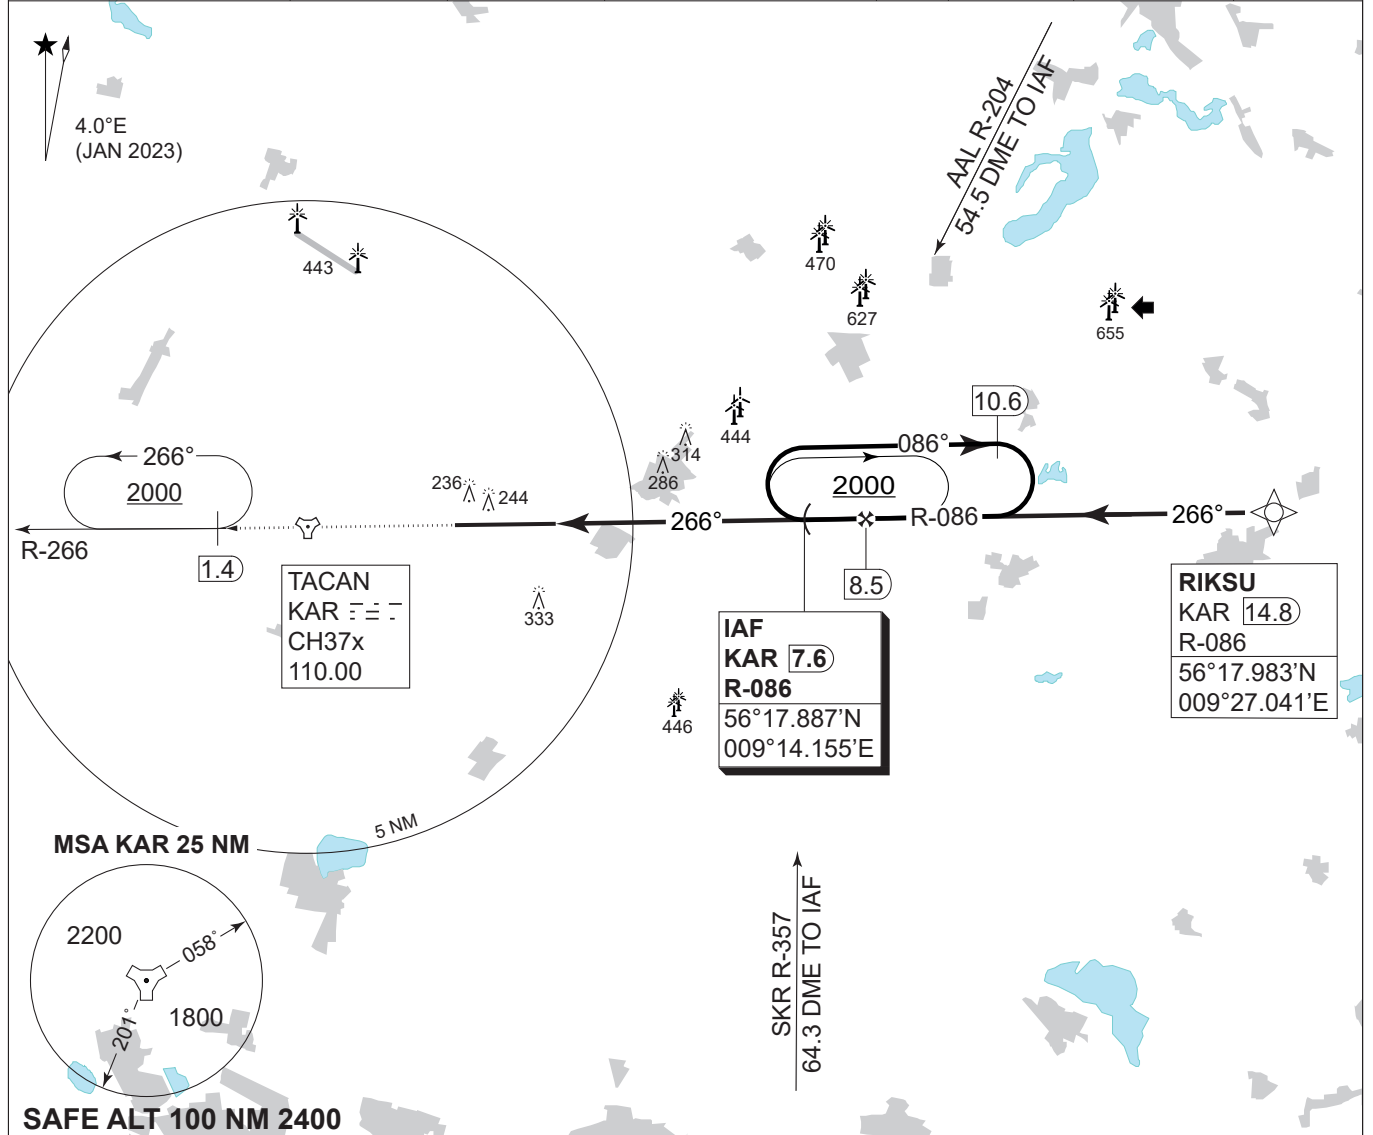 4.0°E
(JAN 2023)
AAL R-204
54.5 DME TO IAF
443
470
627
655
10.6
444
314
286
236
244
086°
2000
266°
2000
R-266
1.4
266°
R-086
266°
8.5
333
446
TACAN
KAR
CH37x
110.00
IAF
KAR 7.6
R-086
56°17.887’N
009°14.155’E
RIKSU
KAR 14.8
R-086
56°17.983’N
009°27.041’E
5 NM
MSA KAR 25 NM
2200
058°
1800
201°
SKR R-357
64.3 DME TO IAF
SAFE ALT 100 NM 2400